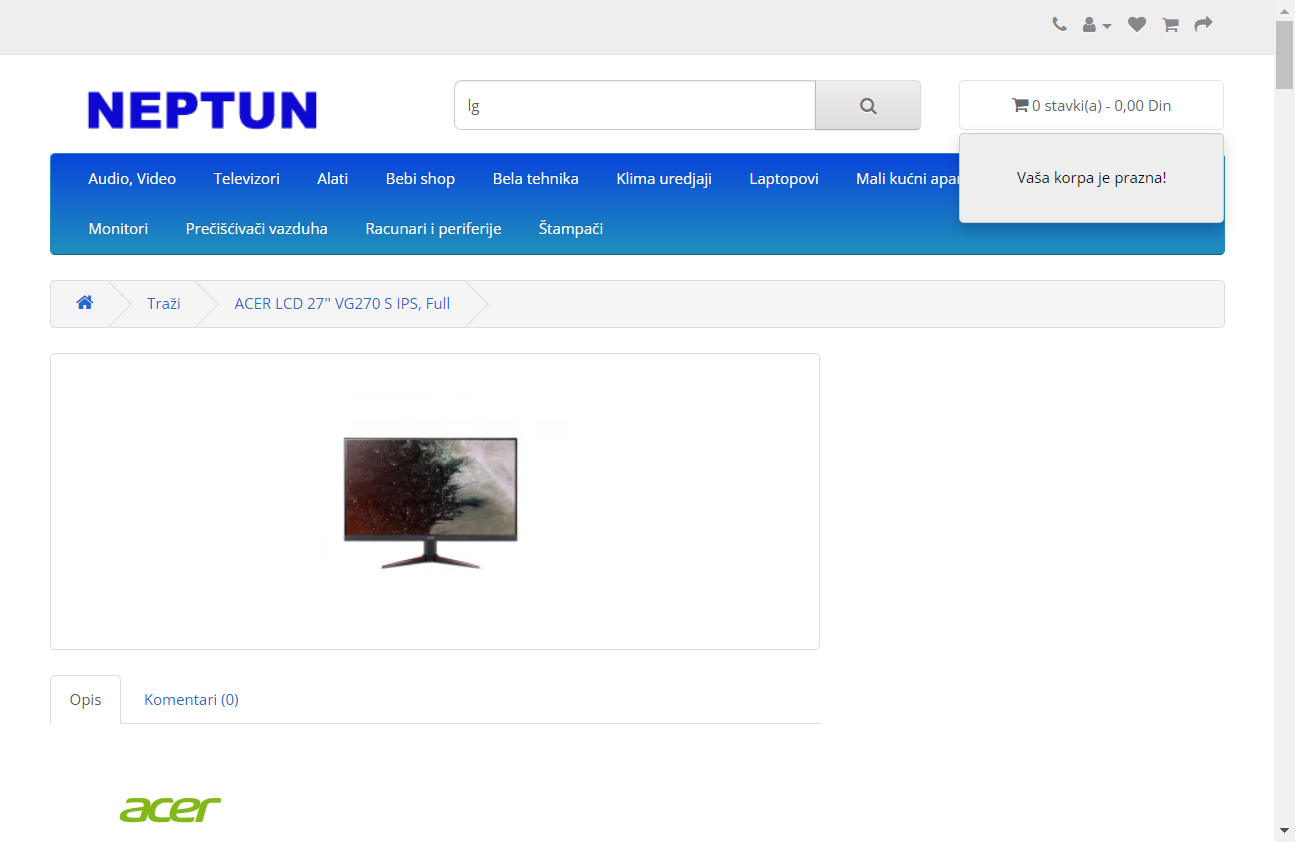 NEPTUN
lg
0 stavki(a) - 0,00 Din
Vaša korpa je prazna!
Audio, Video Televizori Alati Bebi shop Bela tehnika Klima uredjaji Laptopovi Mali kućni apar
Monitori Prečišćivači vazduha Racunari i periferije Štampači
Traži ACER LCD 27" VG270 S IPS, Full
Opis Komentari (0)
acer